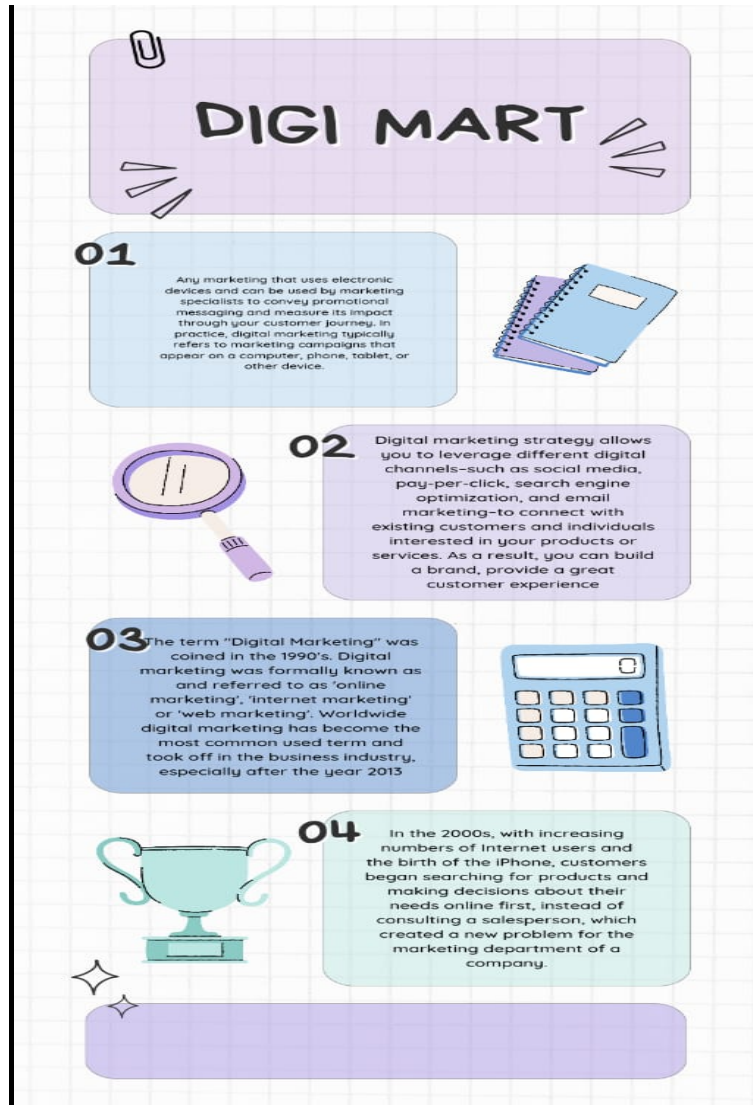 DIGI MART
01
Any marketing that uses electronic
devices and can be used by marketing
specialists to convey promotional
messaging and measure its impact
through your customer journey. In
practice, digital marketing typically
refers to marketing campaigns that
appear on a computer, phone, tablet, or
other device.
02
Digital marketing strategy allows
you to leverage different digital
channels–such as social media,
pay-per-click, search engine
optimization, and email
marketing–to connect with
existing customers and individuals
interested in your products or
services. As a result, you can build
a brand, provide a great
customer experience
03
The term "Digital Marketing" was
coined in the 1990's. Digital
marketing was formally known as
and referred to as 'online
marketing', 'internet marketing'
or 'web marketing'. Worldwide
digital marketing has become the
most common used term and
took off in the business industry,
especially after the year 2013
0
04
In the 2000s, with increasing
numbers of Internet users and
the birth of the iPhone, customers
began searching for products and
making decisions about their
needs online first, instead of
consulting a salesperson, which
created a new problem for the
marketing department of a
company.